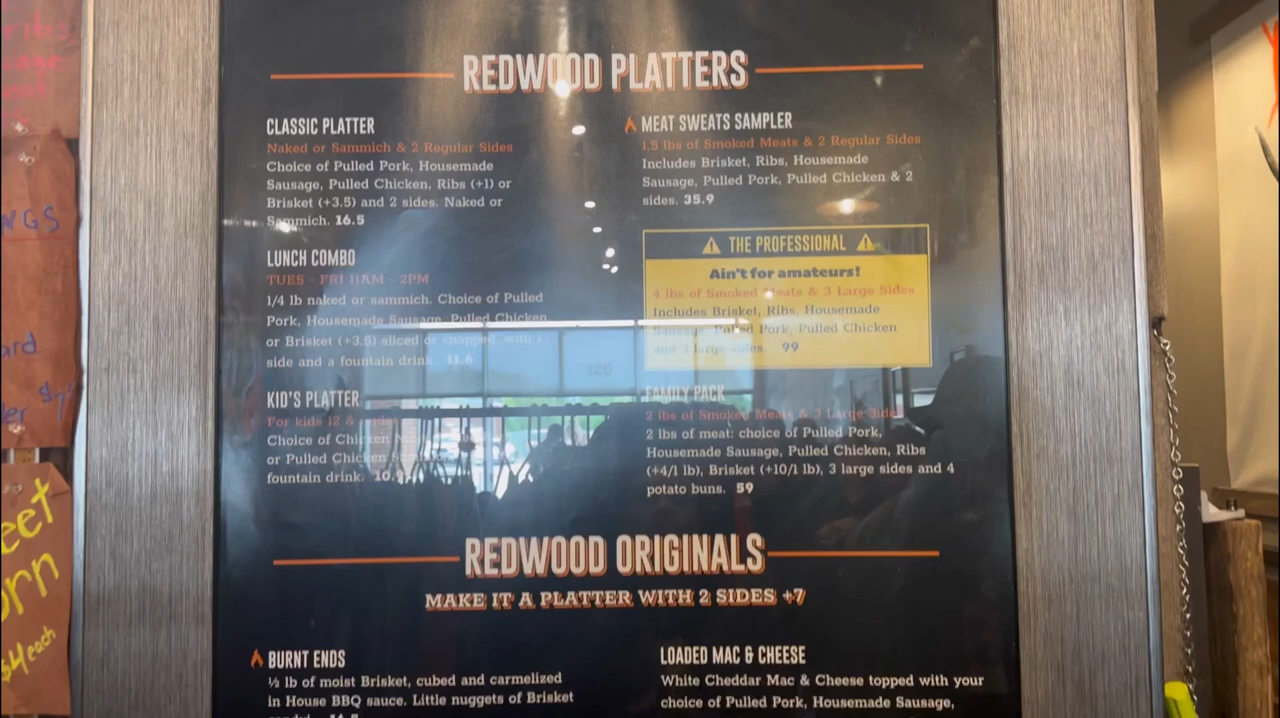 REDWOOD PLATTERS
CLASSIC PLATTER
Naked or Sammich & 2 Regular Sides
Choice of Pulled Pork, Housemade
Sausage, Pulled Chicken, Ribs (+1) or
Brisket (+3.5) and 2 sides. Naked or
Sammich. 16.5
LUNCH COMBO
TUES - FRI 11AM - 2PM
1/4 lb naked or sammich. Choice of Pulled
Pork, Housemade Sausage, Pulled Chicken
or Brisket (+3.5) sliced or chopped with 1
side and a fountain drink. 11.6
KID'S PLATTER
For kids 12 &
Choice of Chicken
or Pulled Chicken
fountain drink.
MEAT SWEATS SAMPLER
1.5 lbs of Smoked Meats & 2 Regular Sides
Includes Brisket, Ribs, Housemade
Sausage, Pulled Pork, Pulled Chicken & 2
sides. 35.9
THE PROFESSIONAL
Ain't for amateurs!
4 lbs of Smoked Meats & 3 Large Sides
Includes Brisket, Ribs, Housemade
Sausage, Pulled Pork, Pulled Chicken
and 3 large sides. 99
FAMILY PACK
2 lbs of Smoked Meats & 3 Large Sides
2 lbs of meat: choice of Pulled Pork,
Housemade Sausage, Pulled Chicken, Ribs
(+4/1 lb), Brisket (+10/1 lb), 3 large sides and 4
potato buns. 59
REDWOOD ORIGINALS
MAKE IT A PLATTER WITH 2 SIDES +7
BURNT ENDS
½ lb of moist Brisket, cubed and carmelized
in House BBQ sauce. Little nuggets of Brisket
LOADED MAC & CHEESE
White Cheddar Mac & Cheese topped with your
choice of Pulled Pork, Housemade Sausage,
NGS
ard
eet
orn
$4 each